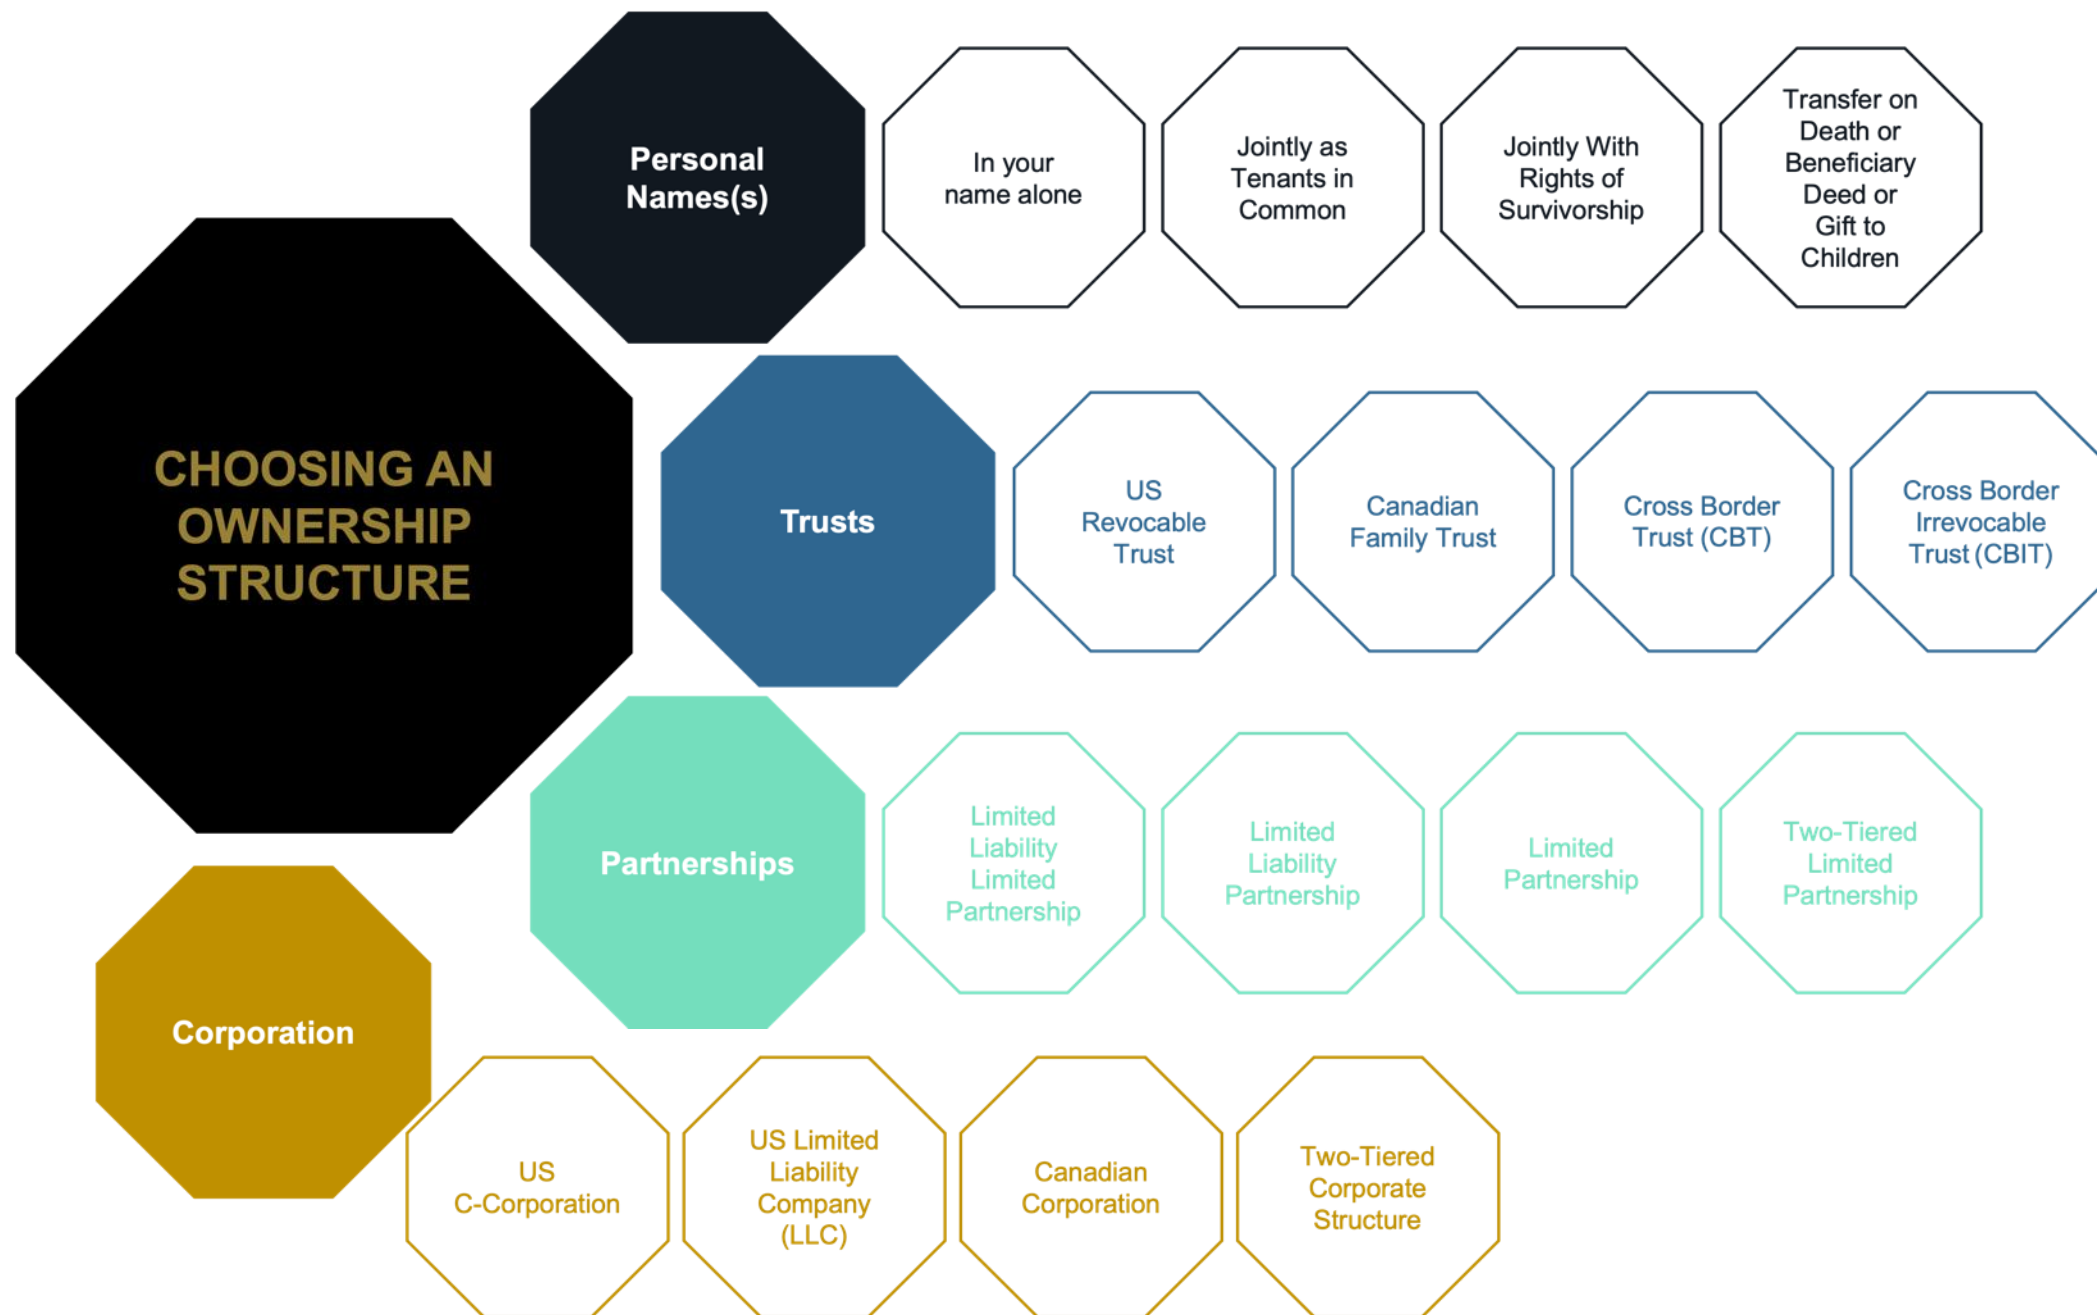 CHOOSING AN
OWNERSHIP
STRUCTURE
Personal
Names(s)
In your
name alone
Jointly as
Tenants in
Common
Jointly With
Rights of
Survivorship
Transfer on
Death or
Beneficiary
Deed or
Gift to
Children
Trusts
US
Revocable
Trust
Canadian
Family Trust
Cross Border
Trust (CBT)
Cross Border
Irrevocable
Trust (CBIT)
Partnerships
Limited
Liability
Limited
Partnership
Limited
Liability
Partnership
Limited
Partnership
Two-Tiered
Limited
Partnership
Corporation
US
C-Corporation
US Limited
Liability
Company
(LLC)
Canadian
Corporation
Two-Tiered
Corporate
Structure